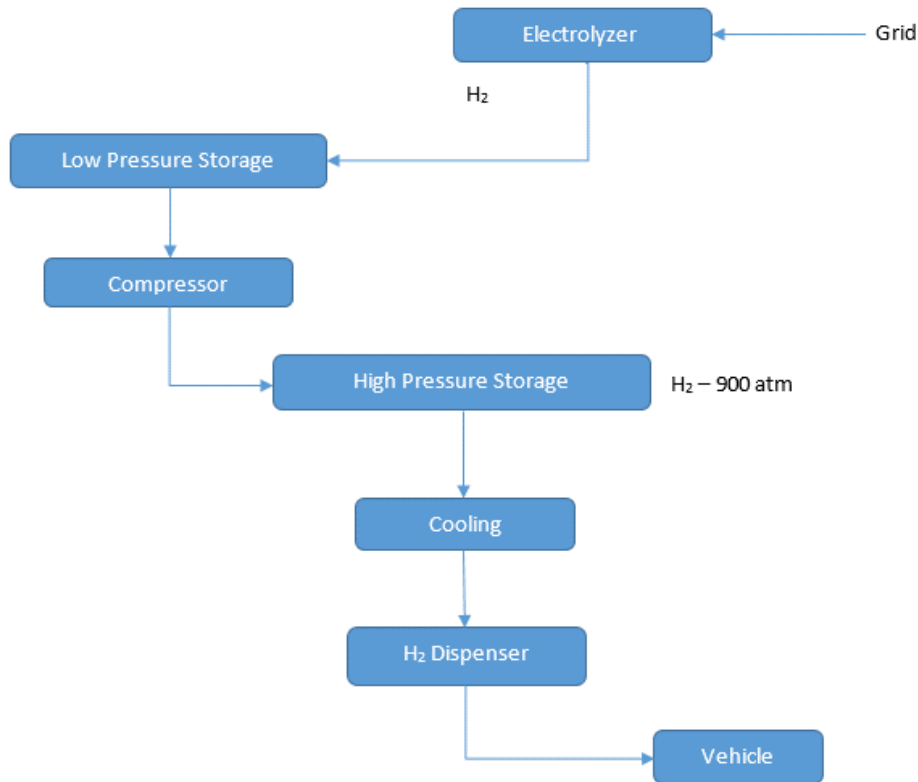 Electrolyzer
Grid
H₂
Low Pressure Storage
Compressor
High Pressure Storage
H₂ – 900 atm
Cooling
H₂ Dispenser
Vehicle